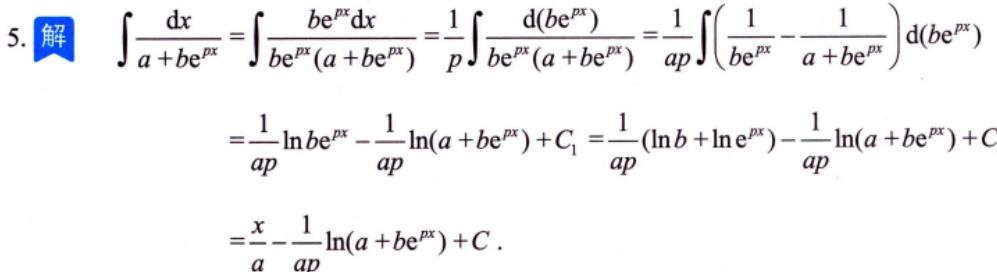 5. 解 ∫ dx/(a+be^{px}) = ∫ be^{px}dx/(be^{px}(a+be^{px})) = 1/p ∫ d(be^{px})/(be^{px}(a+be^{px})) = 1/(ap) ∫ (1/(be^{px}) − 1/(a+be^{px})) d(be^{px})
= 1/(ap) ln be^{px} − 1/(ap) ln(a+be^{px}) + C₁ = 1/(ap) (ln b + ln e^{px}) − 1/(ap) ln(a+be^{px}) + C
= x/a − 1/(ap) ln(a+be^{px}) + C .